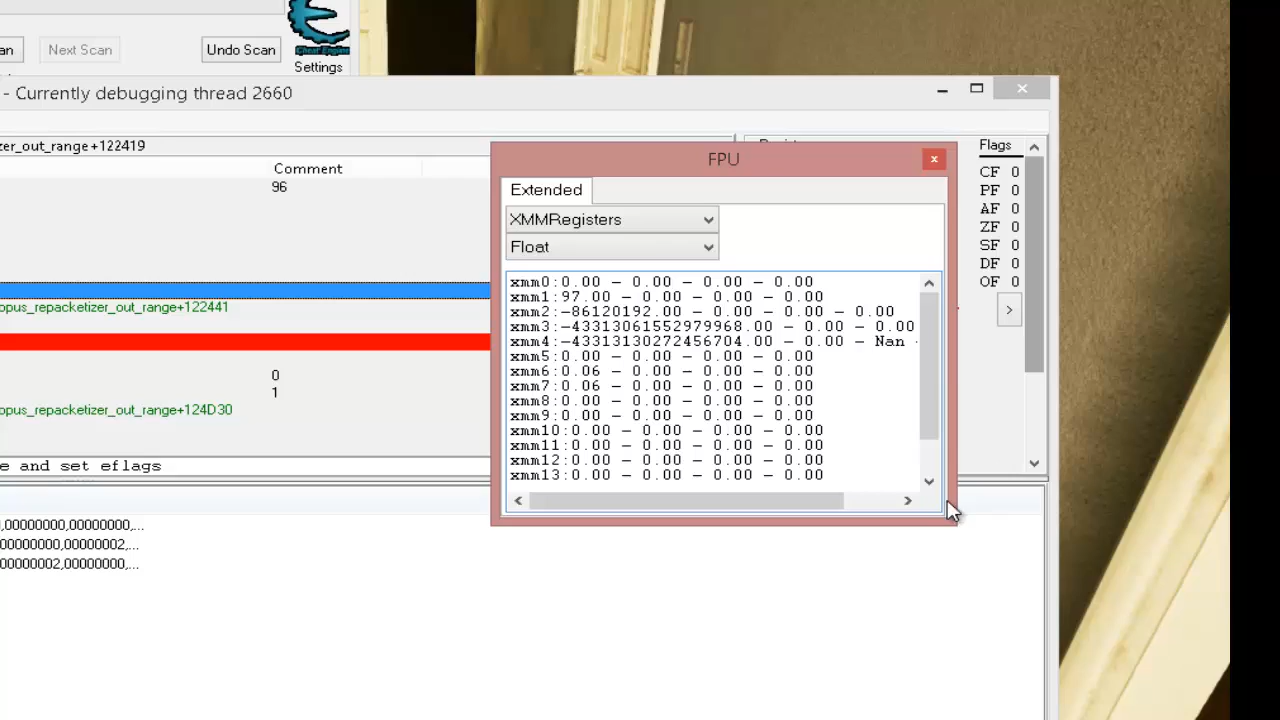 an
Next Scan
Undo Scan
Cheat Engine
Settings
- Currently debugging thread 2660
zer_out_range+122419
Flags
Comment
96
CF 0
PF 0
AF 0
ZF 0
SF 0
DF 0
OF 0
>
FPU
x
Extended
XMMRegisters
Float
xmm0:0.00 - 0.00 - 0.00 - 0.00
xmm1:97.00 - 0.00 - 0.00 - 0.00
xmm2:-86120192.00 - 0.00 - 0.00 - 0.00
xmm3:-43313061552979968.00 - 0.00 - 0.00
xmm4:-43313130272456704.00 - 0.00 - Nan -
xmm5:0.00 - 0.00 - 0.00 - 0.00
xmm6:0.06 - 0.00 - 0.00 - 0.00
xmm7:0.06 - 0.00 - 0.00 - 0.00
xmm8:0.00 - 0.00 - 0.00 - 0.00
xmm9:0.00 - 0.00 - 0.00 - 0.00
xmm10:0.00 - 0.00 - 0.00 - 0.00
xmm11:0.00 - 0.00 - 0.00 - 0.00
xmm12:0.00 - 0.00 - 0.00 - 0.00
xmm13:0.00 - 0.00 - 0.00 - 0.00
opus_repacketizer_out_range+122441
0
1
opus_repacketizer_out_range+124D30
e and set eflags
,00000000,00000000,...
00000000,00000002,...
00000002,00000000,...